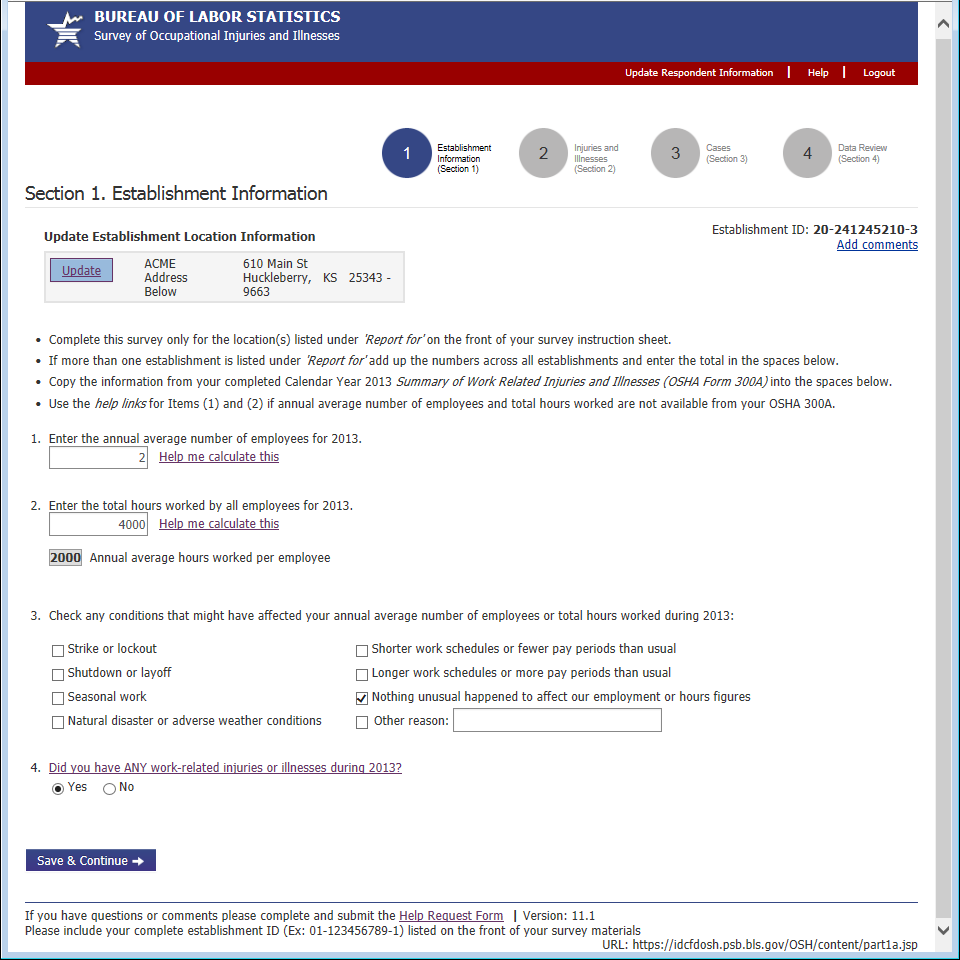 BUREAU OF LABOR STATISTICS
Survey of Occupational Injuries and Illnesses
Update Respondent Information | Help | Logout
1 Establishment Information (Section 1)
2 Injuries and Illnesses (Section 2)
3 Cases (Section 3)
4 Data Review (Section 4)
Section 1. Establishment Information
Establishment ID: 20-241245210-3
Add comments
Update Establishment Location Information
Update ACME 610 Main St
Address Huckleberry, KS 25343 -
Below 9663
• Complete this survey only for the location(s) listed under 'Report for' on the front of your survey instruction sheet.
• If more than one establishment is listed under 'Report for' add up the numbers across all establishments and enter the total in the spaces below.
• Copy the information from your completed Calendar Year 2013 Summary of Work Related Injuries and Illnesses (OSHA Form 300A) into the spaces below.
• Use the help links for Items (1) and (2) if annual average number of employees and total hours worked are not available from your OSHA 300A.
1. Enter the annual average number of employees for 2013.
2 Help me calculate this
2. Enter the total hours worked by all employees for 2013.
4000 Help me calculate this
2000 Annual average hours worked per employee
3. Check any conditions that might have affected your annual average number of employees or total hours worked during 2013:
Strike or lockout Shorter work schedules or fewer pay periods than usual
Shutdown or layoff Longer work schedules or more pay periods than usual
Seasonal work Nothing unusual happened to affect our employment or hours figures
Natural disaster or adverse weather conditions Other reason:
4. Did you have ANY work-related injuries or illnesses during 2013?
Yes No
Save & Continue ➔
If you have questions or comments please complete and submit the Help Request Form | Version: 11.1
Please include your complete establishment ID (Ex: 01-123456789-1) listed on the front of your survey materials
URL: https://idcfdosh.psb.bls.gov/OSH/content/part1a.jsp